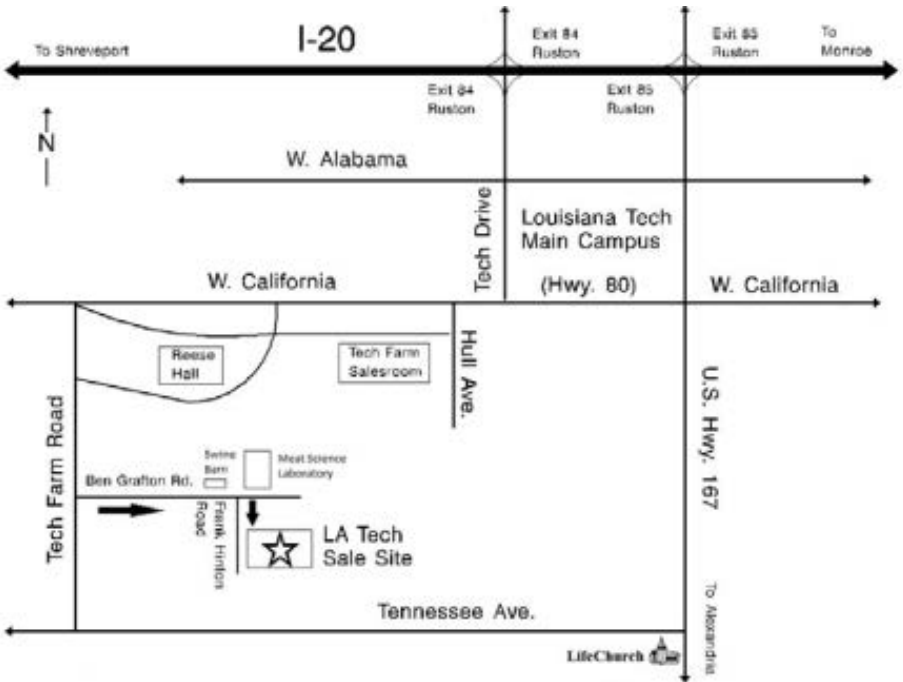 I-20
To Shreveport
Exit 84
Ruston
Exit 85
Ruston
To
Monroe
Exit 84
Ruston
Exit 85
Ruston
N
W. Alabama
Tech Drive
Louisiana Tech
Main Campus
(Hwy. 80)
W. California
W. California
Reese
Hall
Tech Farm
Salesroom
Hull Ave.
U.S. Hwy. 167
Tech Farm Road
Swine
Barn
Meat Science
Laboratory
Ben Grafton Rd.
Frank Hinton
Road
LA Tech
Sale Site
Tennessee Ave.
To Alexandria
LifeChurch